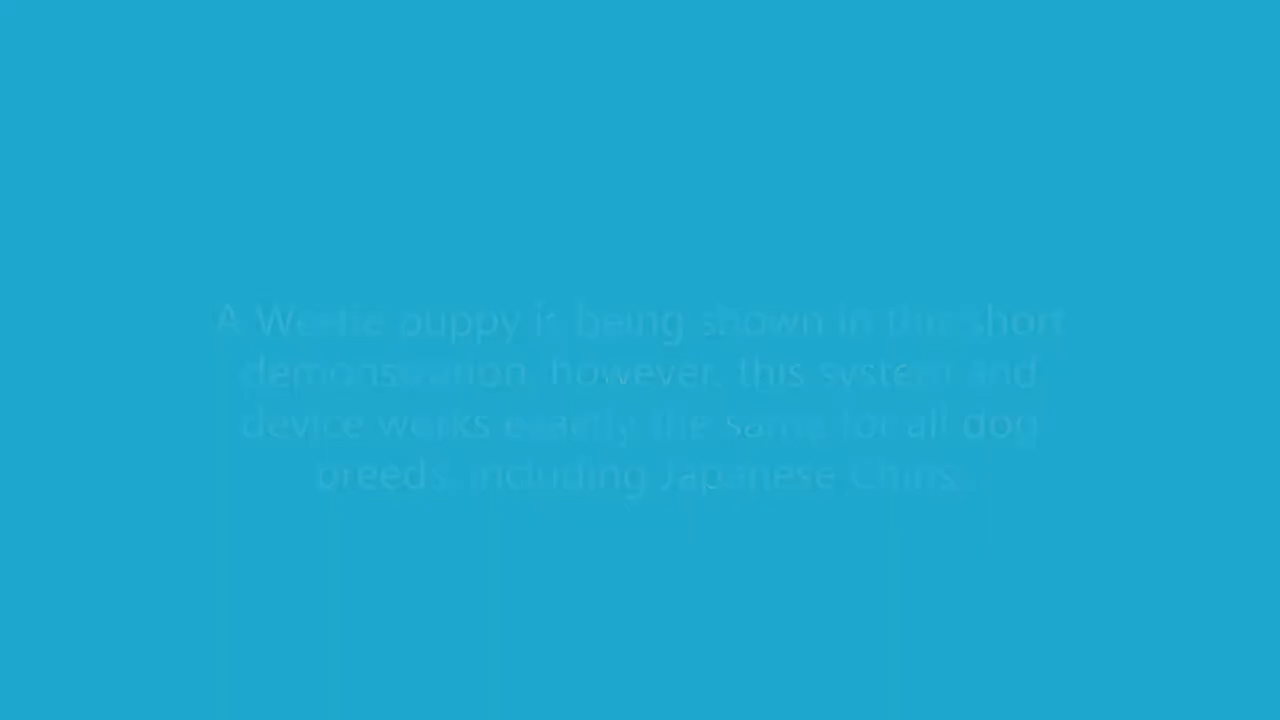 A Westie puppy is being shown in this short
demonstration, however, this system and
device works exactly the same for all dog
breeds, including Japanese Chins.